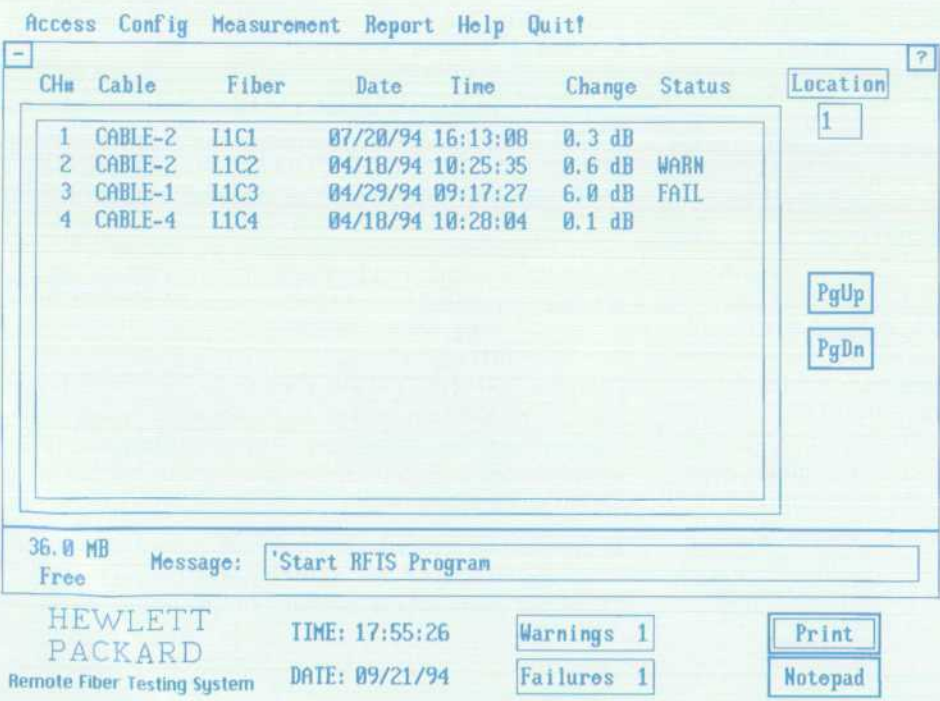 Access Config Measurement Report Help Quit!
- ?
CH# Cable Fiber Date Time Change Status Location
1
1 CABLE-2 L1C1 07/20/94 16:13:08 0.3 dB
2 CABLE-2 L1C2 04/18/94 10:25:35 0.6 dB WARN
3 CABLE-1 L1C3 04/29/94 09:17:27 6.0 dB FAIL
4 CABLE-4 L1C4 04/18/94 10:28:04 0.1 dB
PgUp
PgDn
36.0 MB
Free
Message: 'Start RFTS Program
HEWLETT
PACKARD
Remote Fiber Testing System
TIME: 17:55:26
DATE: 09/21/94
Warnings 1
Failures 1
Print
Notepad